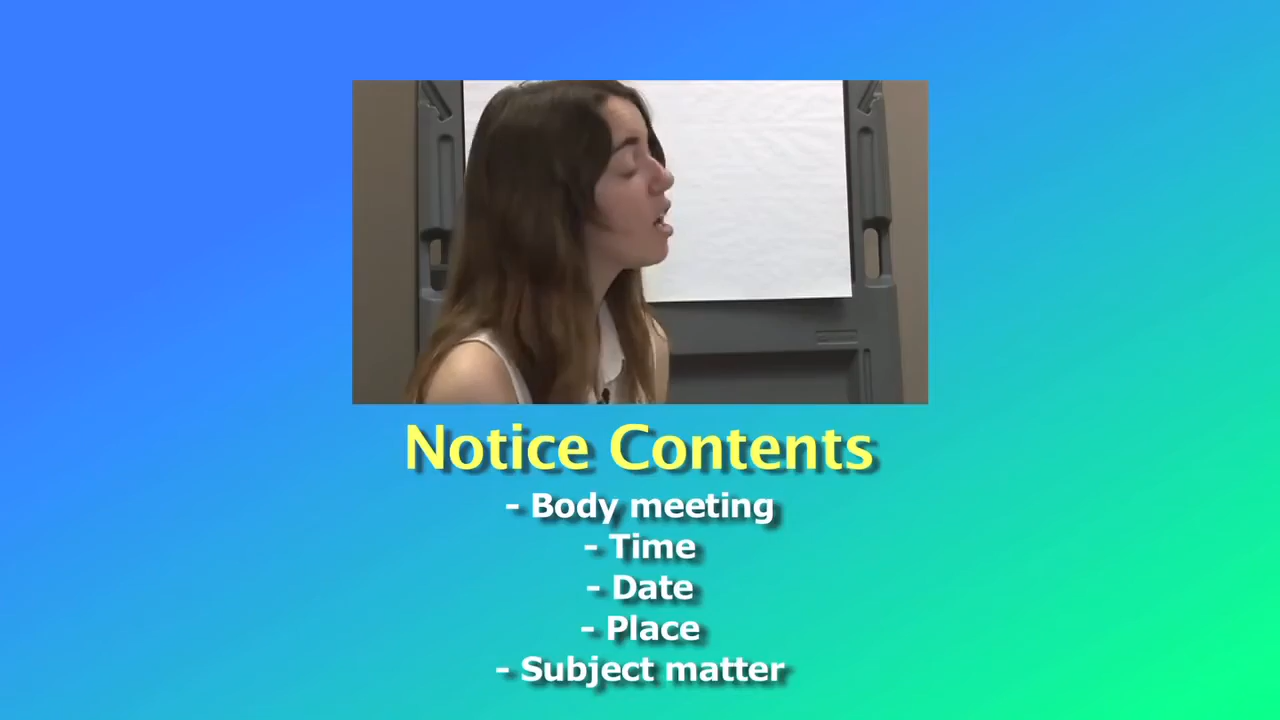 Notice Contents
- Body meeting
- Time
- Date
- Place
- Subject matter